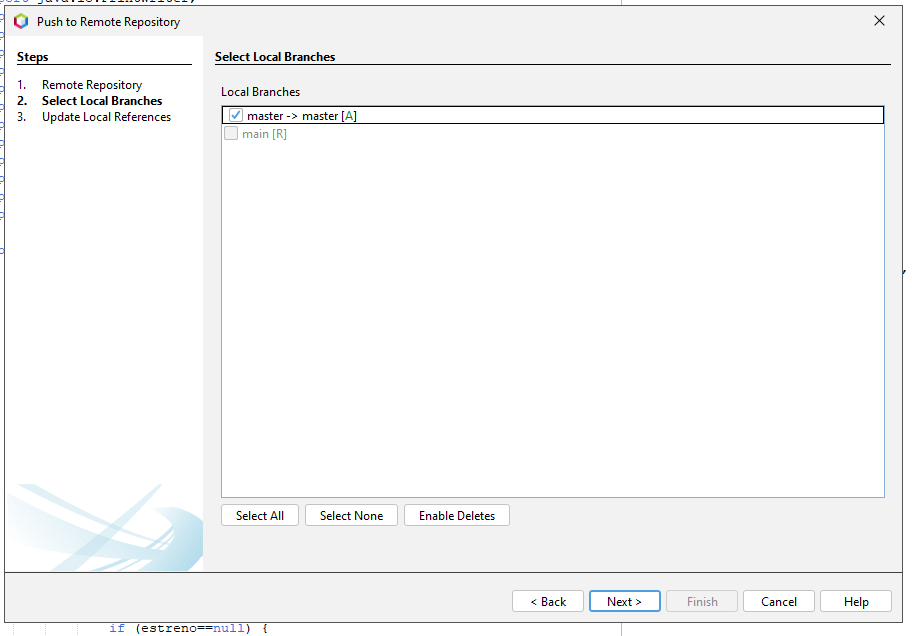 Push to Remote Repository
Steps
1. Remote Repository
2. Select Local Branches
3. Update Local References
Select Local Branches
Local Branches
master -> master [A]
main [R]
Select All
Select None
Enable Deletes
< Back
Next >
Finish
Cancel
Help
if (estreno==null) {